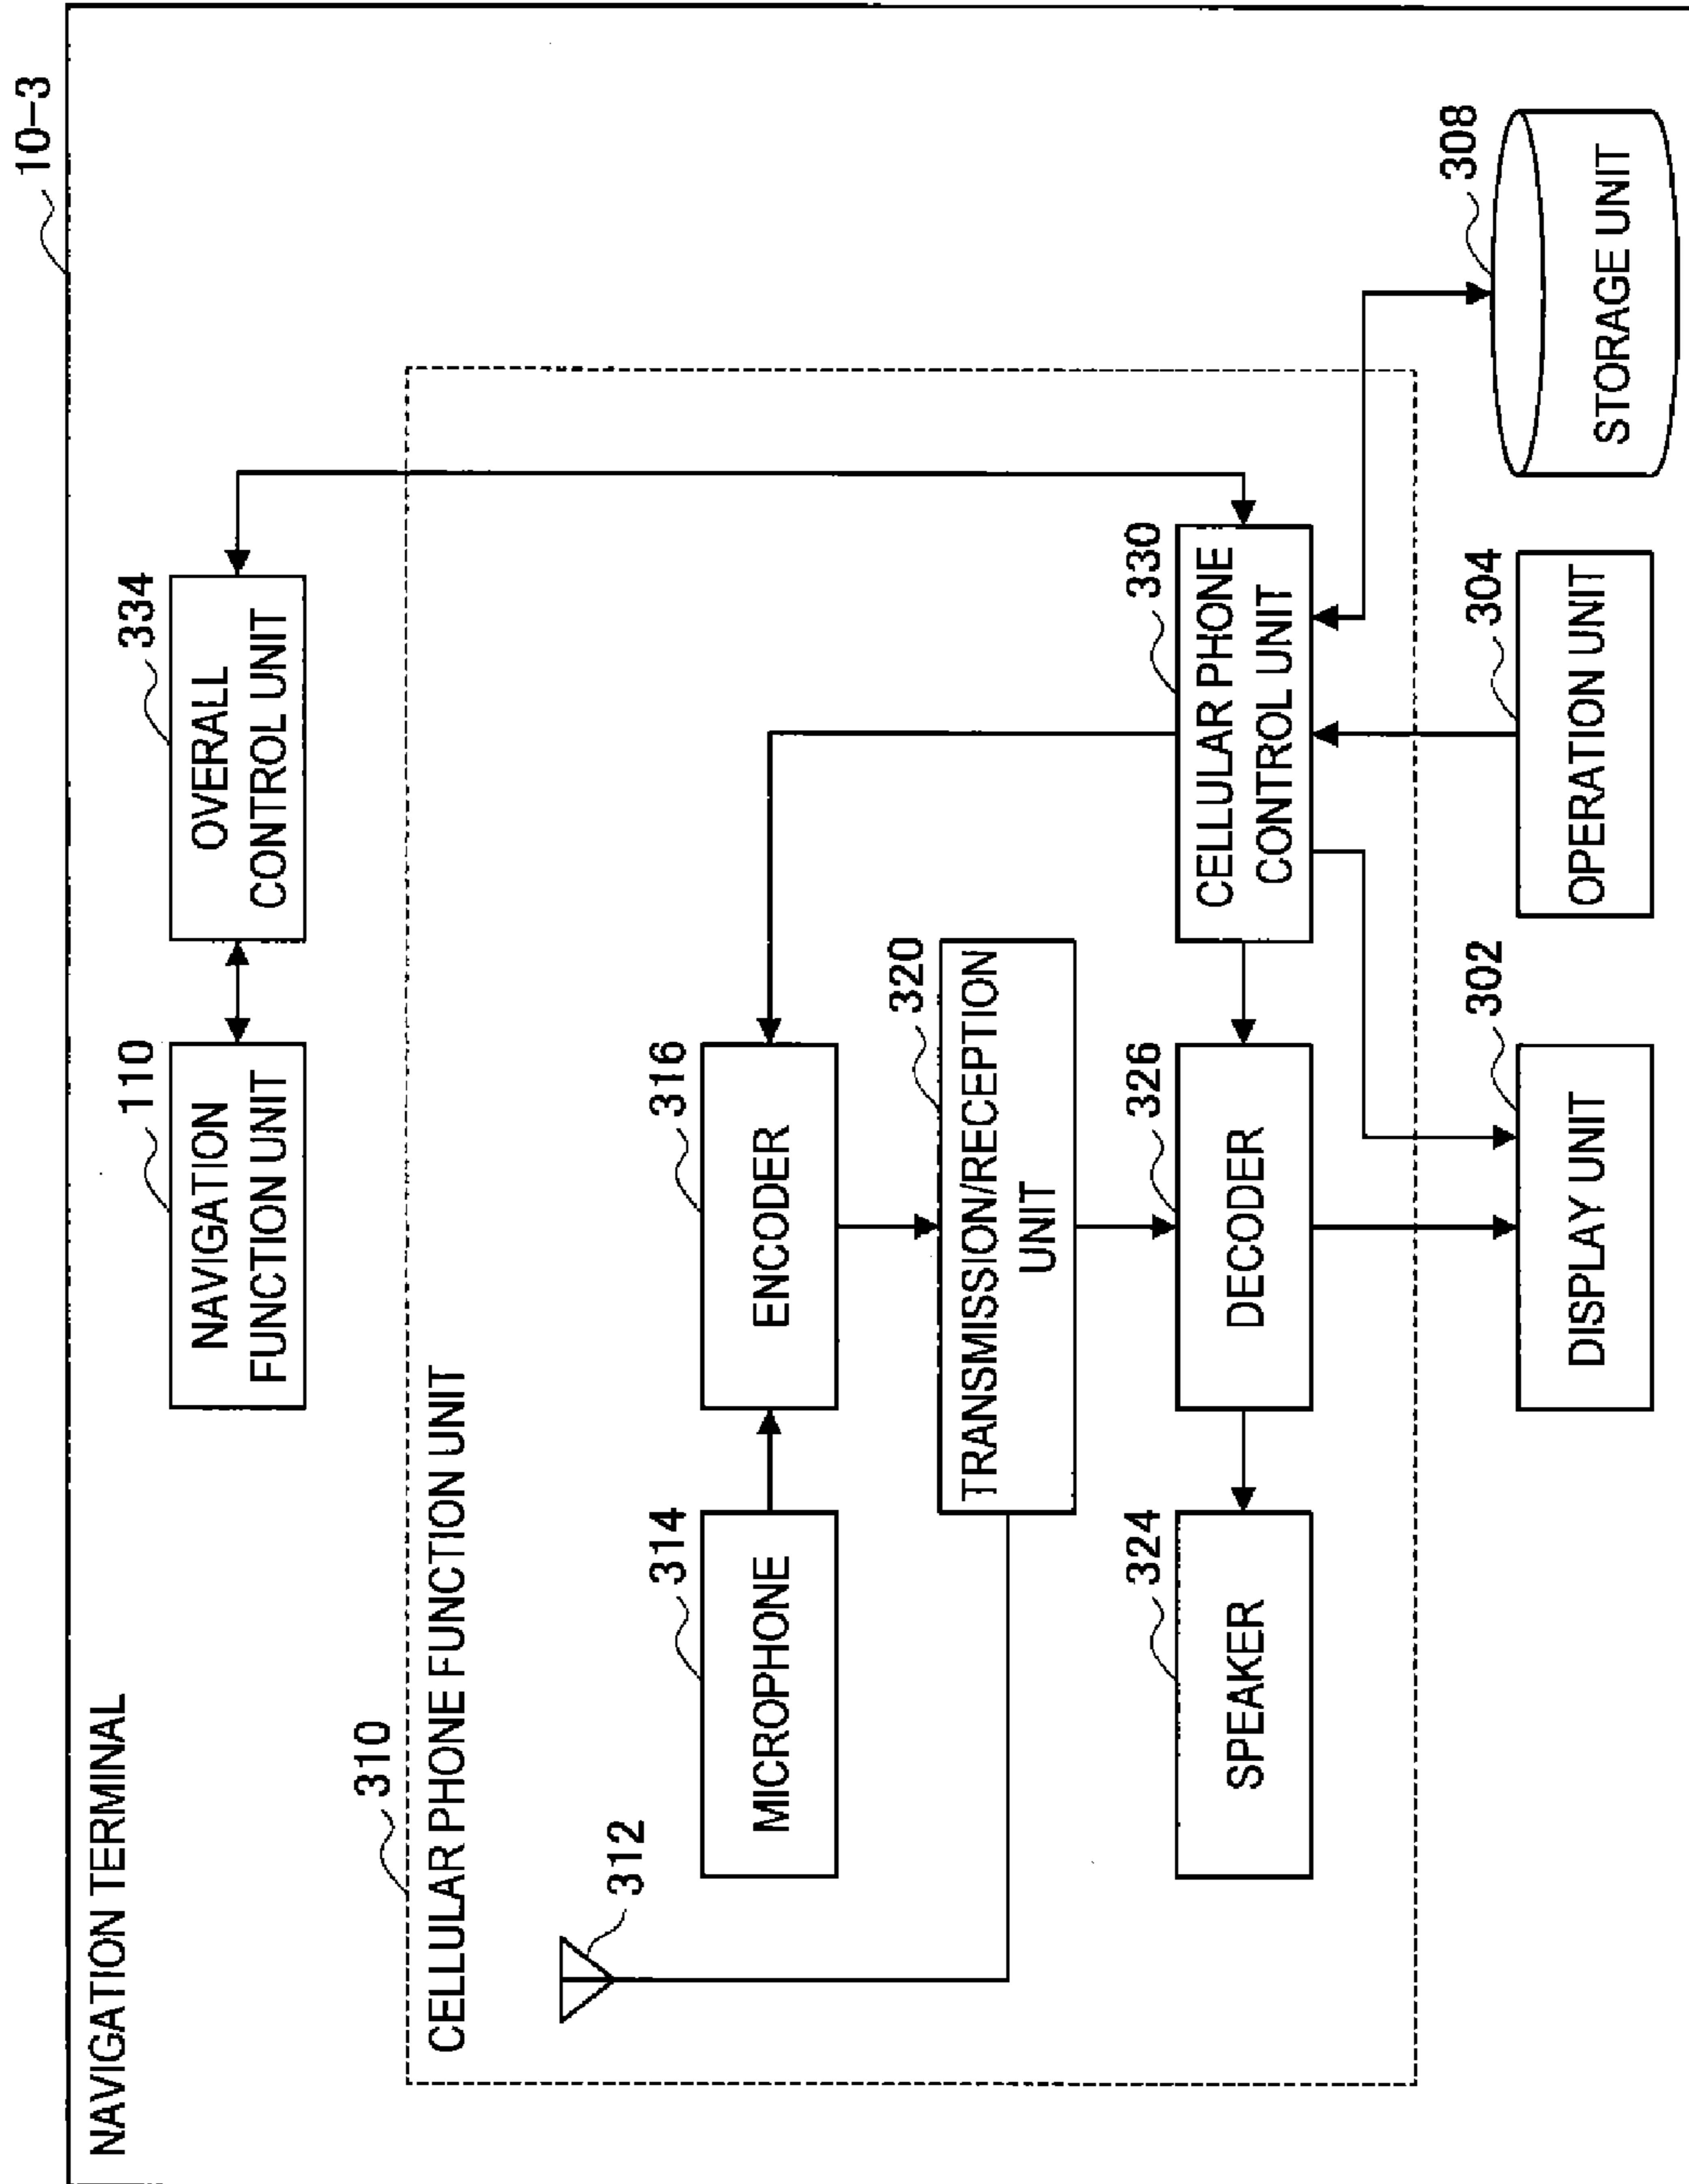 10-3
NAVIGATION TERMINAL
110
NAVIGATION
FUNCTION UNIT
334
OVERALL
CONTROL UNIT
310
CELLULAR PHONE FUNCTION UNIT
312
314
MICROPHONE
316
ENCODER
320
TRANSMISSION/RECEPTION
UNIT
324
SPEAKER
326
DECODER
330
CELLULAR PHONE
CONTROL UNIT
302
DISPLAY UNIT
304
OPERATION UNIT
308
STORAGE UNIT